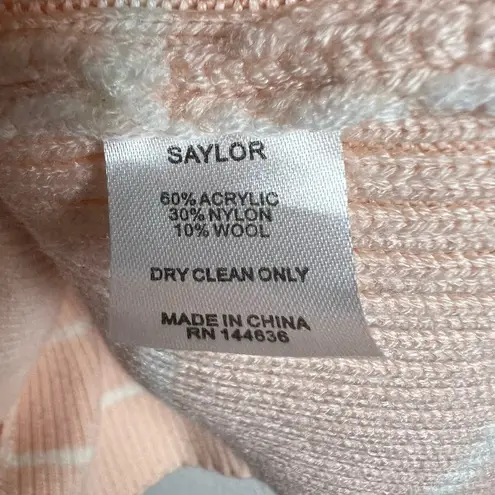 SAYLOR
60% ACRYLIC
30% NYLON
10% WOOL
DRY CLEAN ONLY
MADE IN CHINA
RN 144636